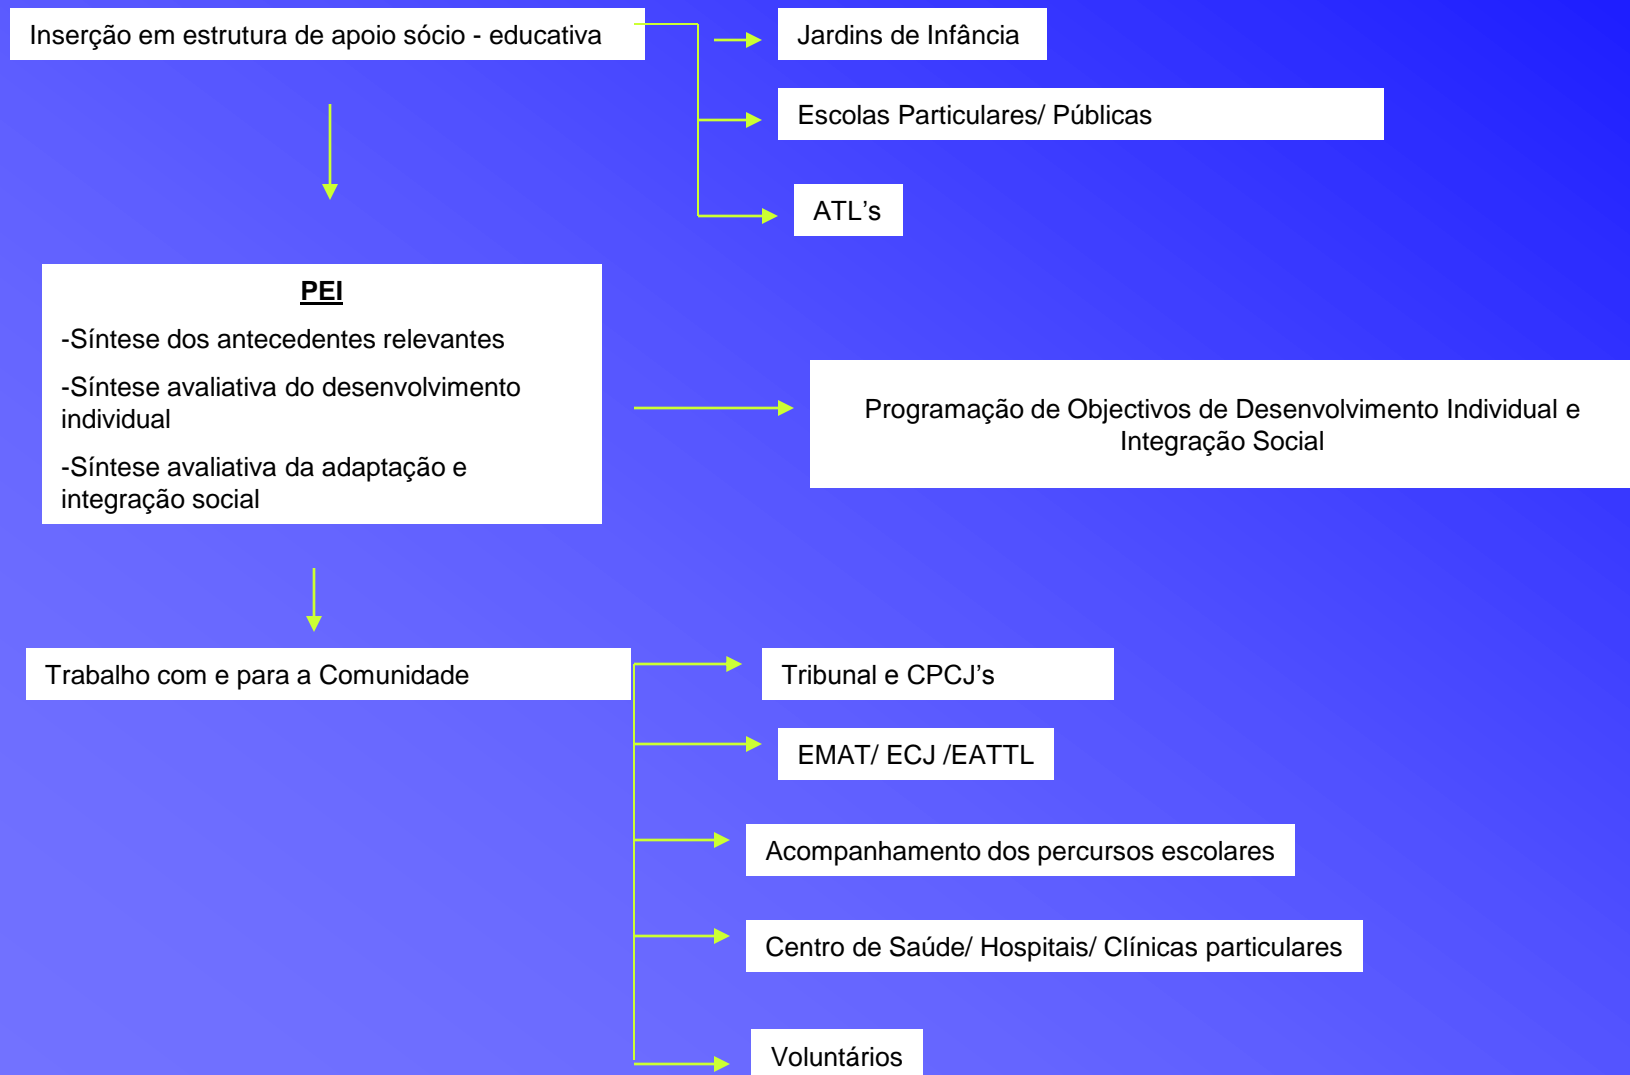 Inserção em estrutura de apoio sócio - educativa
Jardins de Infância
Escolas Particulares/ Públicas
ATL’s
PEI
-Síntese dos antecedentes relevantes
-Síntese avaliativa do desenvolvimento
individual
-Síntese avaliativa da adaptação e
integração social
Programação de Objectivos de Desenvolvimento Individual e
Integração Social
Trabalho com e para a Comunidade
Tribunal e CPCJ’s
EMAT/ ECJ /EATTL
Acompanhamento dos percursos escolares
Centro de Saúde/ Hospitais/ Clínicas particulares
Voluntários